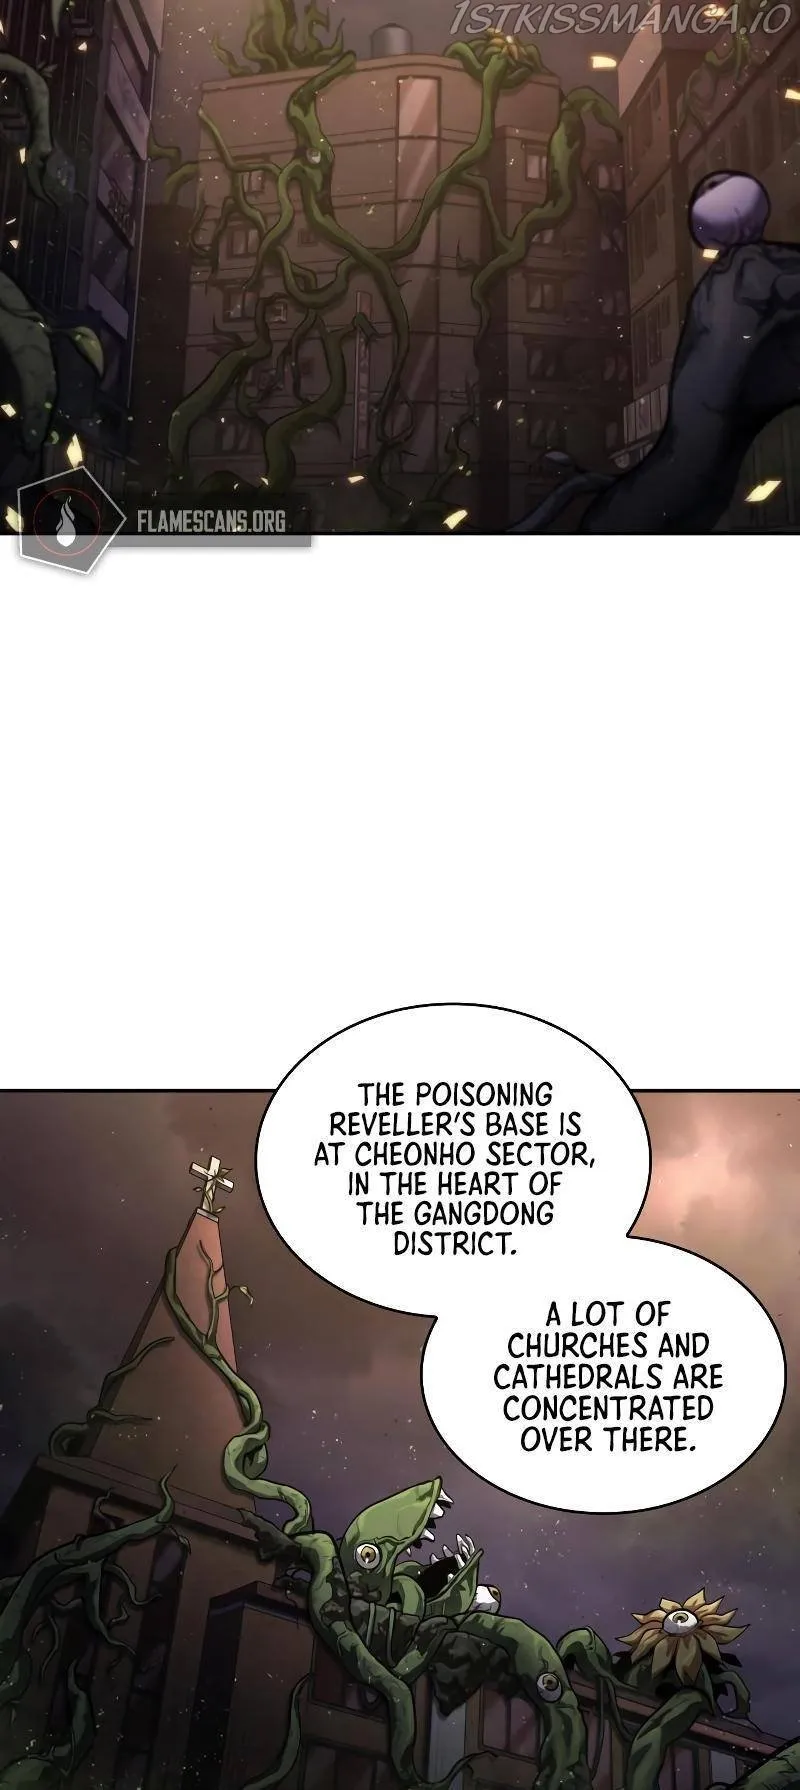 1STKISSMANGA.IO
FLAMESCANS.ORG
THE POISONING
REVELLER'S BASE IS
AT CHEONHO SECTOR,
IN THE HEART OF
THE GANGDONG
DISTRICT.
A LOT OF
CHURCHES AND
CATHEDRALS ARE
CONCENTRATED
OVER THERE.